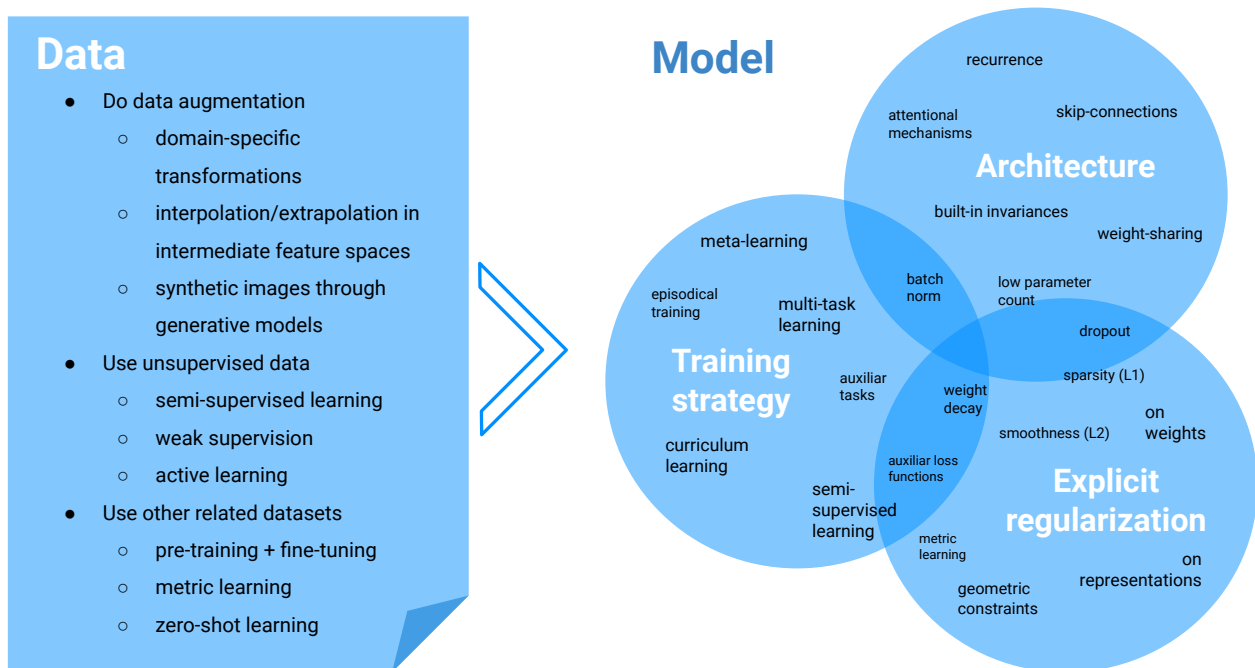 Data
● Do data augmentation
○ domain-specific
transformations
○ interpolation/extrapolation in
intermediate feature spaces
○ synthetic images through
generative models
● Use unsupervised data
○ semi-supervised learning
○ weak supervision
○ active learning
● Use other related datasets
○ pre-training + fine-tuning
○ metric learning
○ zero-shot learning
Model
recurrence
attentional
mechanisms
skip-connections
Architecture
built-in invariances
weight-sharing
batch
norm
low parameter
count
dropout
meta-learning
episodical
training
multi-task
learning
Training
strategy
auxiliar
tasks
weight
decay
curriculum
learning
auxiliar loss
functions
semi-
supervised
learning
sparsity (L1)
smoothness (L2)
on
weights
Explicit
regularization
metric
learning
geometric
constraints
on
representations